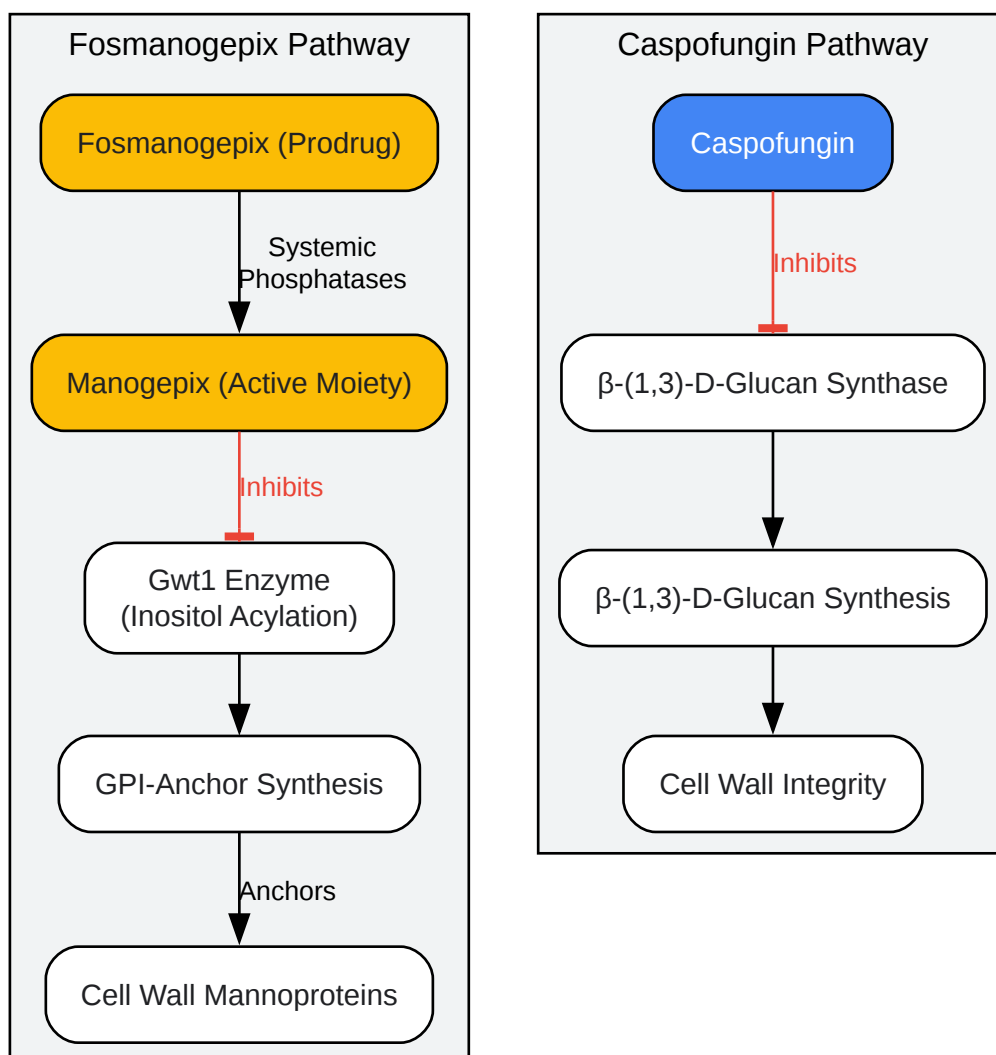 Fosmanogepix Pathway
Fosmanogepix (Prodrug)
Systemic
Phosphatases
Manogepix (Active Moiety)
Inhibits
Gwt1 Enzyme
(Inositol Acylation)
GPI-Anchor Synthesis
Anchors
Cell Wall Mannoproteins
Caspofungin Pathway
Caspofungin
Inhibits
β-(1,3)-D-Glucan Synthase
β-(1,3)-D-Glucan Synthesis
Cell Wall Integrity